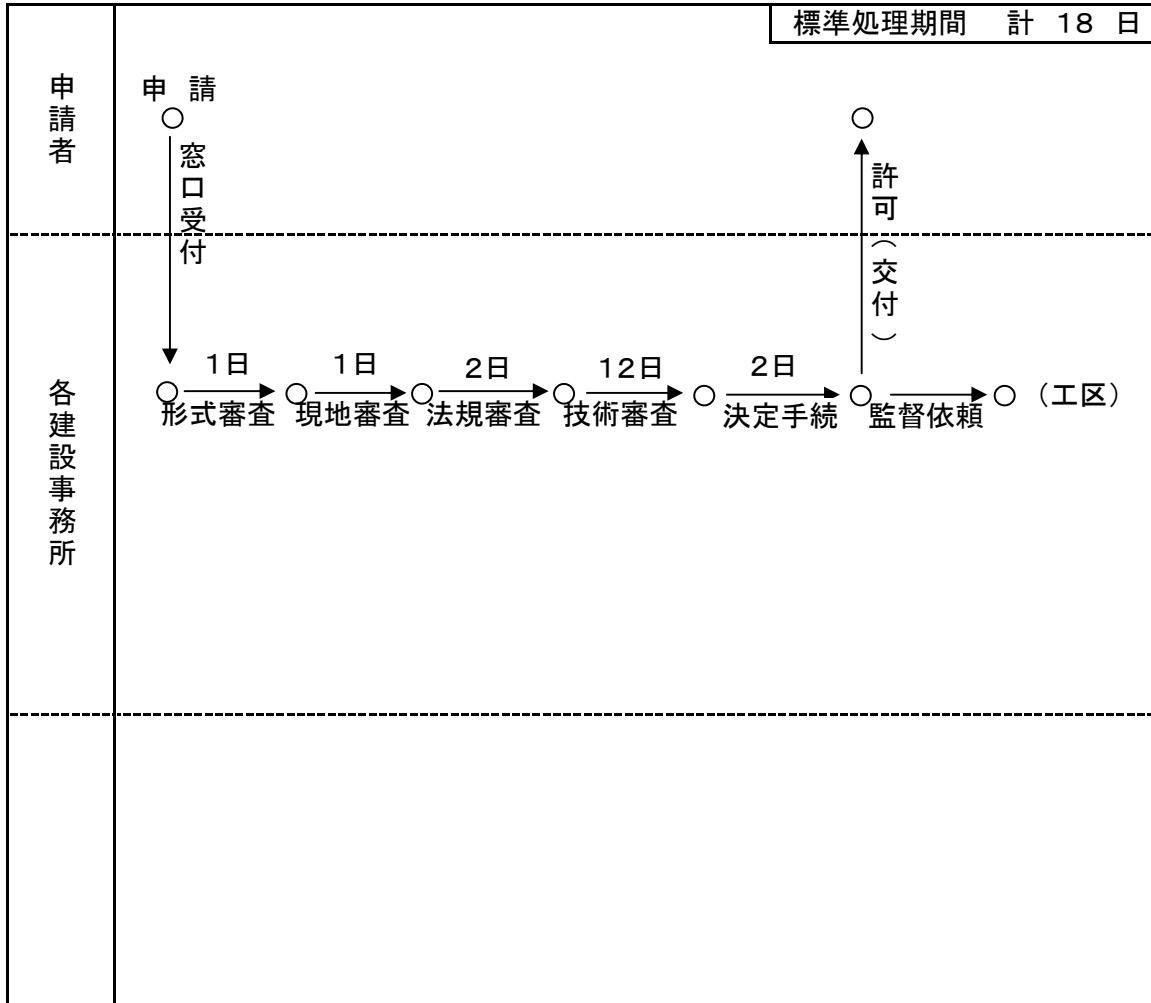 標準処理期間　計 18 日
申請者
申 請
窓口受付
許可（交付）
各建設事務所
1日
1日
2日
12日
2日
形式審査
現地審査
法規審査
技術審査
決定手続
監督依頼
（工区）